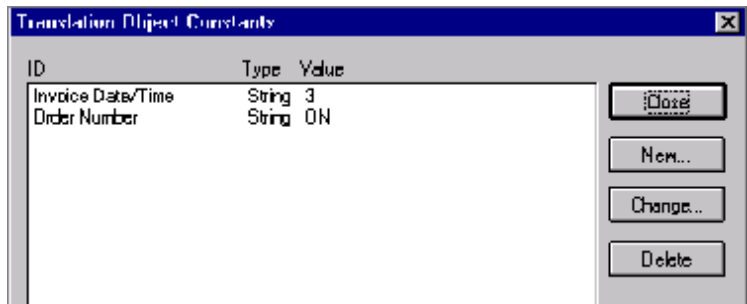 Translation Object Constants
ID Type Value
Invoice Date/Time String 3
Order Number String ON
Close
New...
Change...
Delete